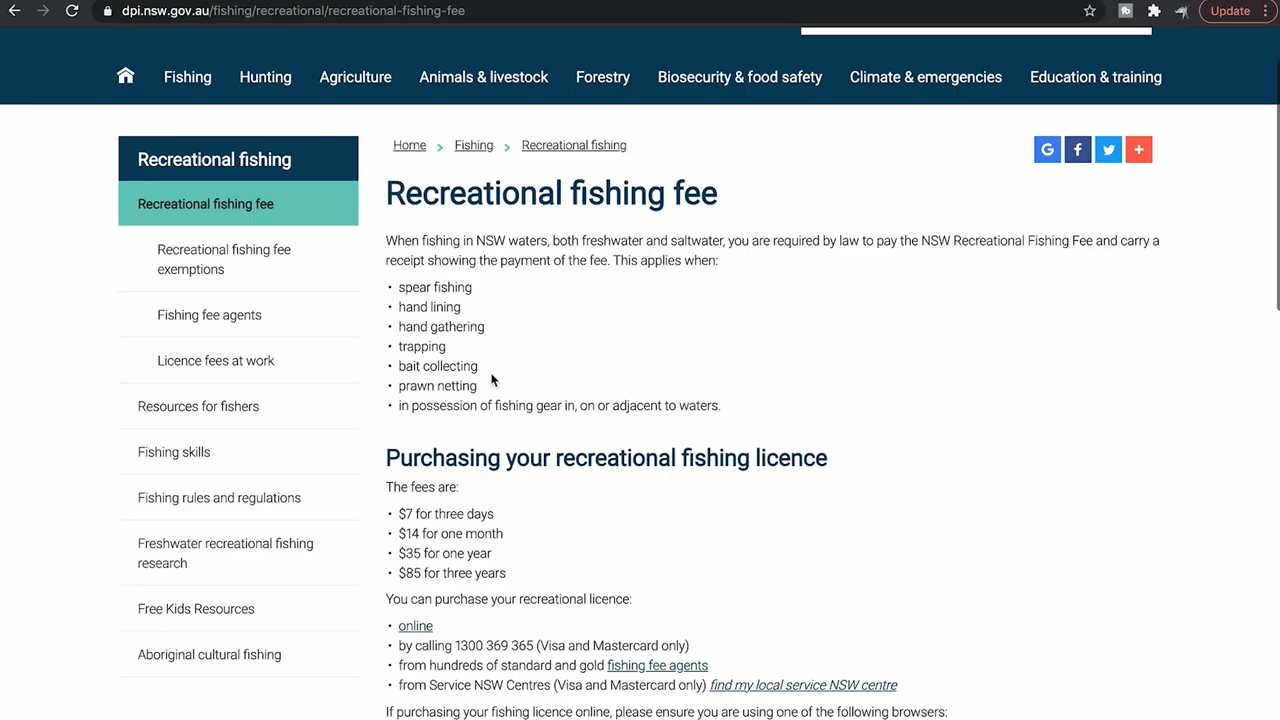 dpi.nsw.gov.au/fishing/recreational/recreational-fishing-fee
Update
Fishing
Hunting
Agriculture
Animals & livestock
Forestry
Biosecurity & food safety
Climate & emergencies
Education & training
Recreational fishing
Recreational fishing fee
Recreational fishing fee
exemptions
Fishing fee agents
Licence fees at work
Resources for fishers
Fishing skills
Fishing rules and regulations
Freshwater recreational fishing
research
Free Kids Resources
Aboriginal cultural fishing
Home > Fishing > Recreational fishing
Recreational fishing fee
When fishing in NSW waters, both freshwater and saltwater, you are required by law to pay the NSW Recreational Fishing Fee and carry a
receipt showing the payment of the fee. This applies when:
• spear fishing
• hand lining
• hand gathering
• trapping
• bait collecting
• prawn netting
• in possession of fishing gear in, on or adjacent to waters.
Purchasing your recreational fishing licence
The fees are:
• $7 for three days
• $14 for one month
• $35 for one year
• $85 for three years
You can purchase your recreational licence:
• online
• by calling 1300 369 365 (Visa and Mastercard only)
• from hundreds of standard and gold fishing fee agents
• from Service NSW Centres (Visa and Mastercard only) find my local service NSW centre
If purchasing your fishing licence online, please ensure you are using one of the following browsers: